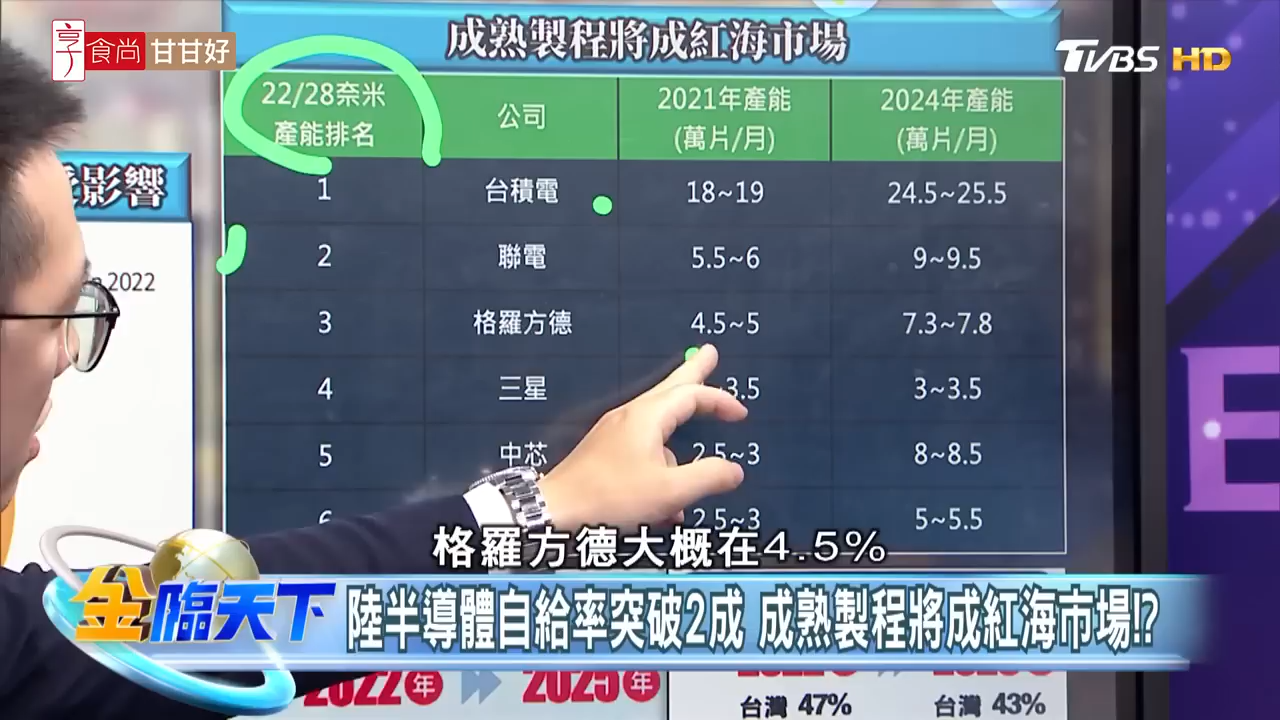 享食尚 甘甘好
成熟製程將成紅海市場
TVBS HD
22/28奈米
產能排名
公司
2021年產能
(萬片/月)
2024年產能
(萬片/月)
影響
1 台積電 18~19 24.5~25.5
2 聯電 5.5~6 9~9.5
2022
3 格羅方德 4.5~5 7.3~7.8
4 三星 3.5 3~3.5
5 中芯 2.5~3 8~8.5
2.5~3 5~5.5
格羅方德大概在4.5%
金臨天下
陸半導體自給率突破2成 成熟製程將成紅海市場!?
2022年 2025年
台灣 47% 台灣 43%